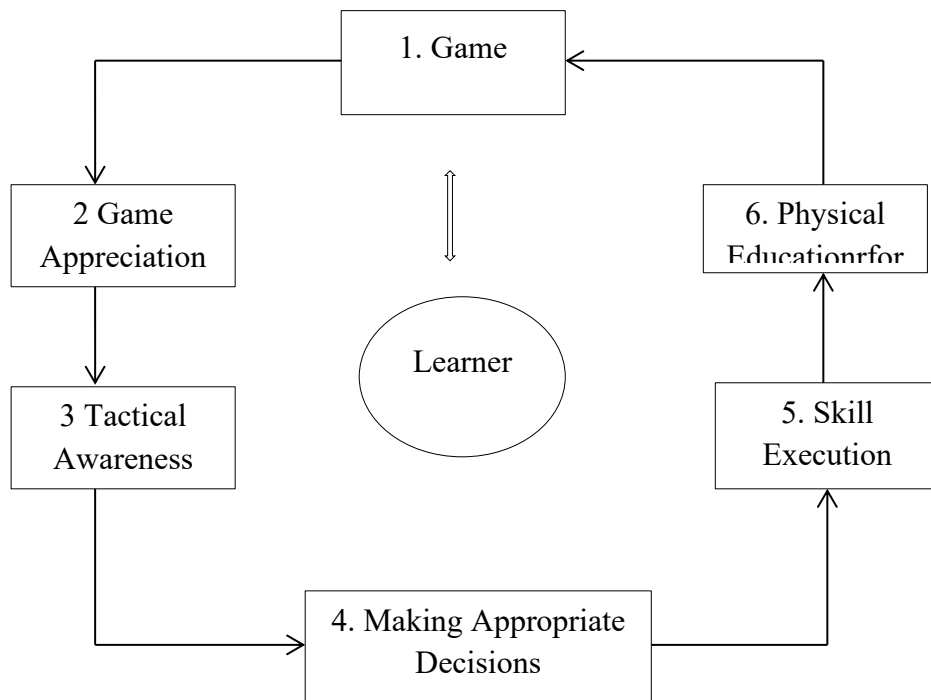 1. Game
2 Game
Appreciation
3 Tactical
Awareness
4. Making Appropriate
Decisions
5. Skill
Execution
6. Physical
Educationrfor
Learner